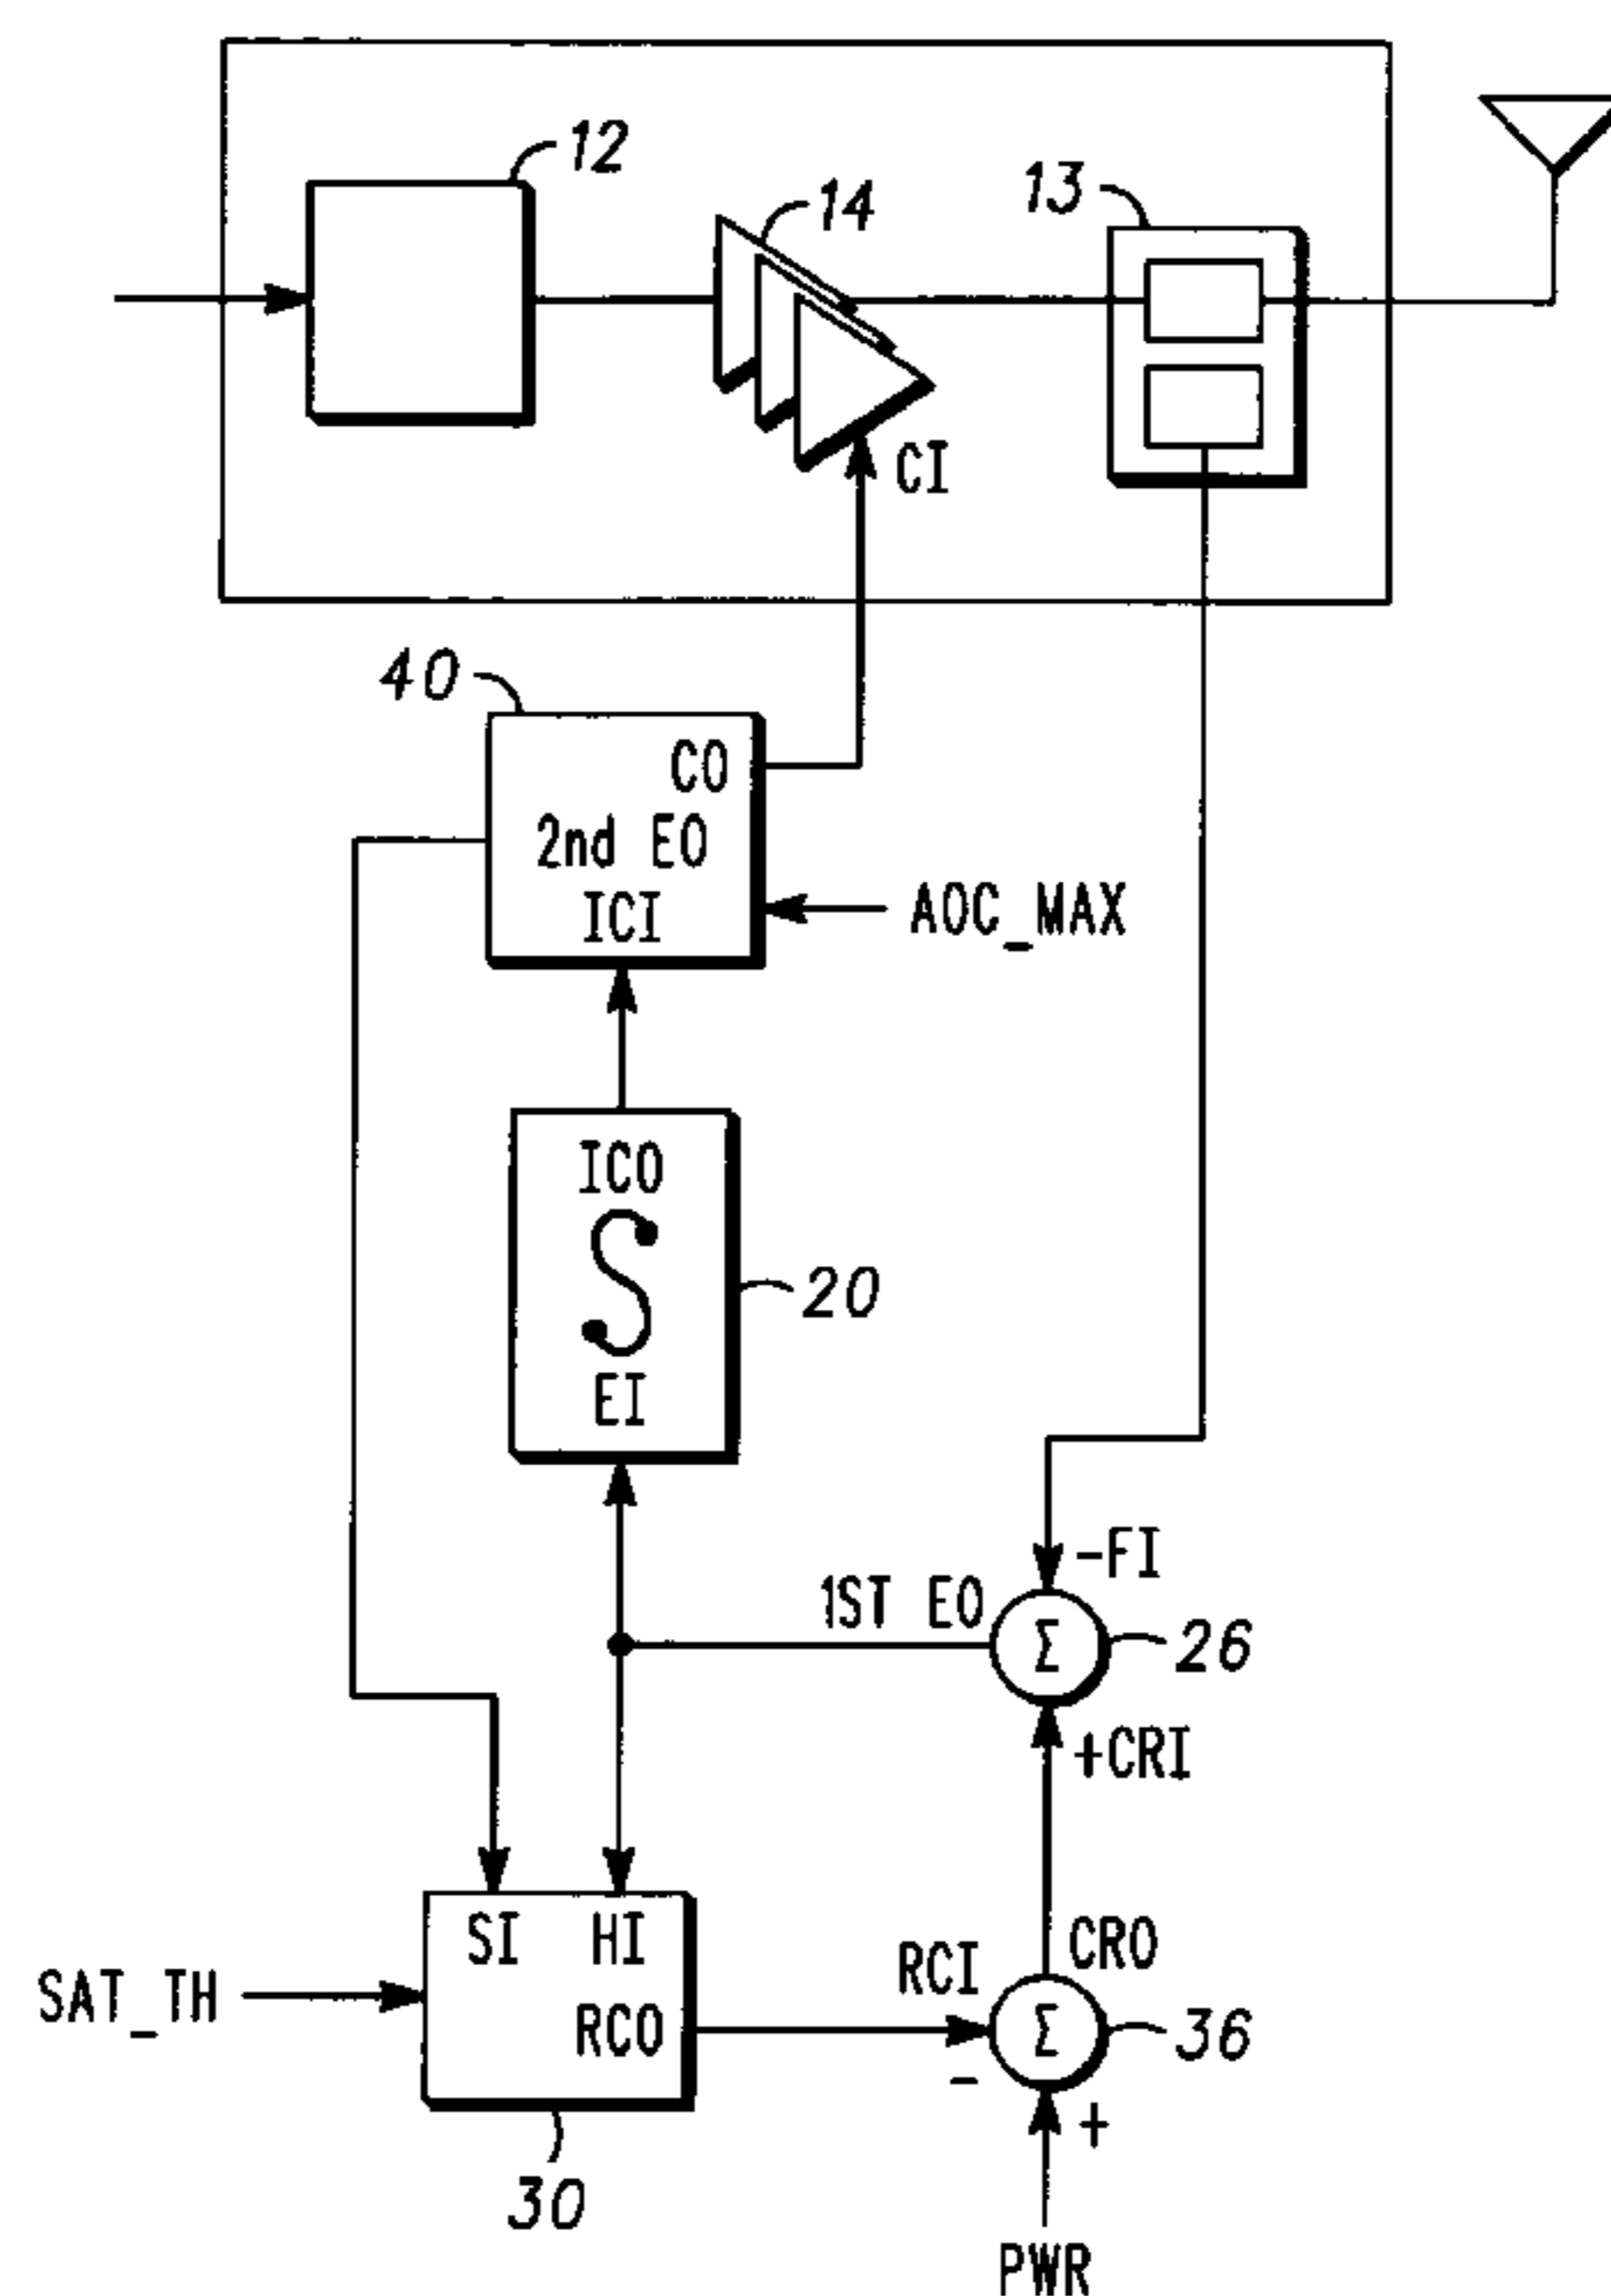 12
14
13
CI
40
CO
2nd EO
ICI
AOC_MAX
ICO
20
EI
-FI
1ST EO
Σ
26
+CRI
SI HI
CRO
RCI
SAT_TH
RCO
Σ
36
-
+
30
PWR